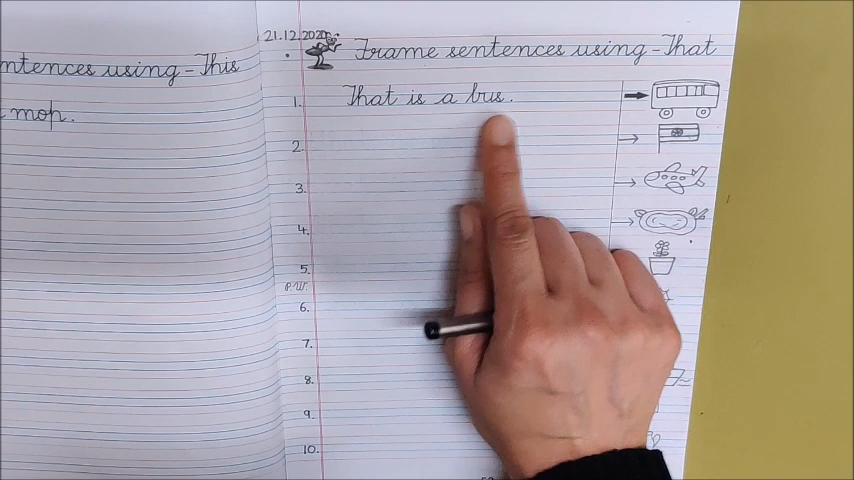 ntences using - This
mop.
21.12.2020
Frame sentences using - That
1. That is a bus.
2.
3.
4.
5.
P.W.
6.
7.
8.
9.
10.